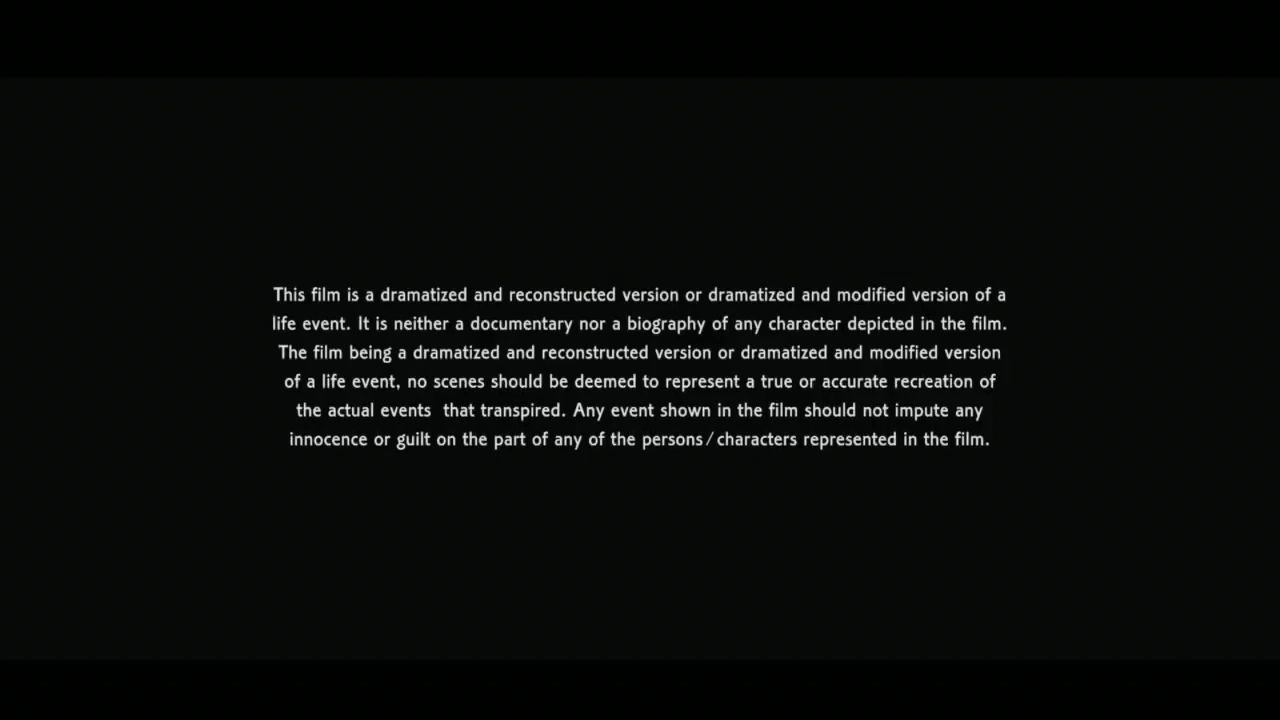 This film is a dramatized and reconstructed version or dramatized and modified version of a
life event. It is neither a documentary nor a biography of any character depicted in the film.
The film being a dramatized and reconstructed version or dramatized and modified version
of a life event, no scenes should be deemed to represent a true or accurate recreation of
the actual events  that transpired. Any event shown in the film should not impute any
innocence or guilt on the part of any of the persons/characters represented in the film.